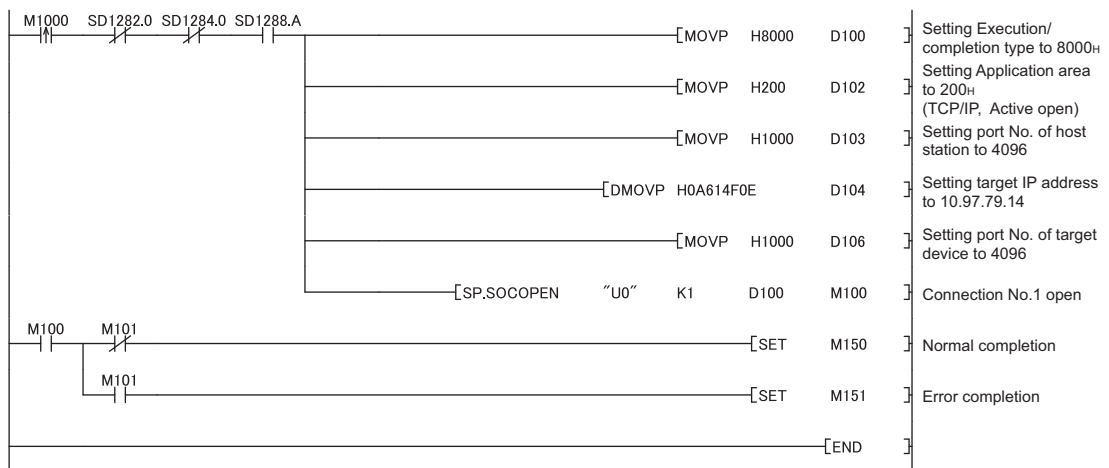 M1000 SD1282.0 SD1284.0 SD1288.A
[MOVP H8000 D100 ]
Setting Execution/
completion type to 8000H
[MOVP H200 D102 ]
Setting Application area
to 200H
(TCP/IP, Active open)
[MOVP H1000 D103 ]
Setting port No. of host
station to 4096
[DMOVP H0A614F0E D104 ]
Setting target IP address
to 10.97.79.14
[MOVP H1000 D106 ]
Setting port No. of target
device to 4096
[SP.SOCOPEN "U0" K1 D100 M100 ]
Connection No.1 open
M100 M101
[SET M150 ]
Normal completion
M101
[SET M151 ]
Error completion
[END ]